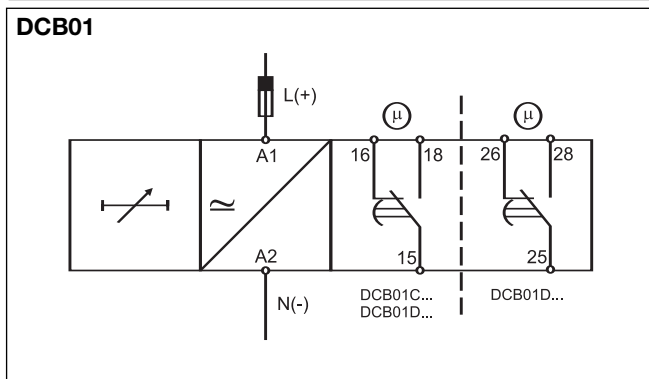 DCB01
L(+)
μ μ
A1 16 18 26 28
≃
A2 15 25
N(-)
DCB01C... DCB01D...
DCB01D...